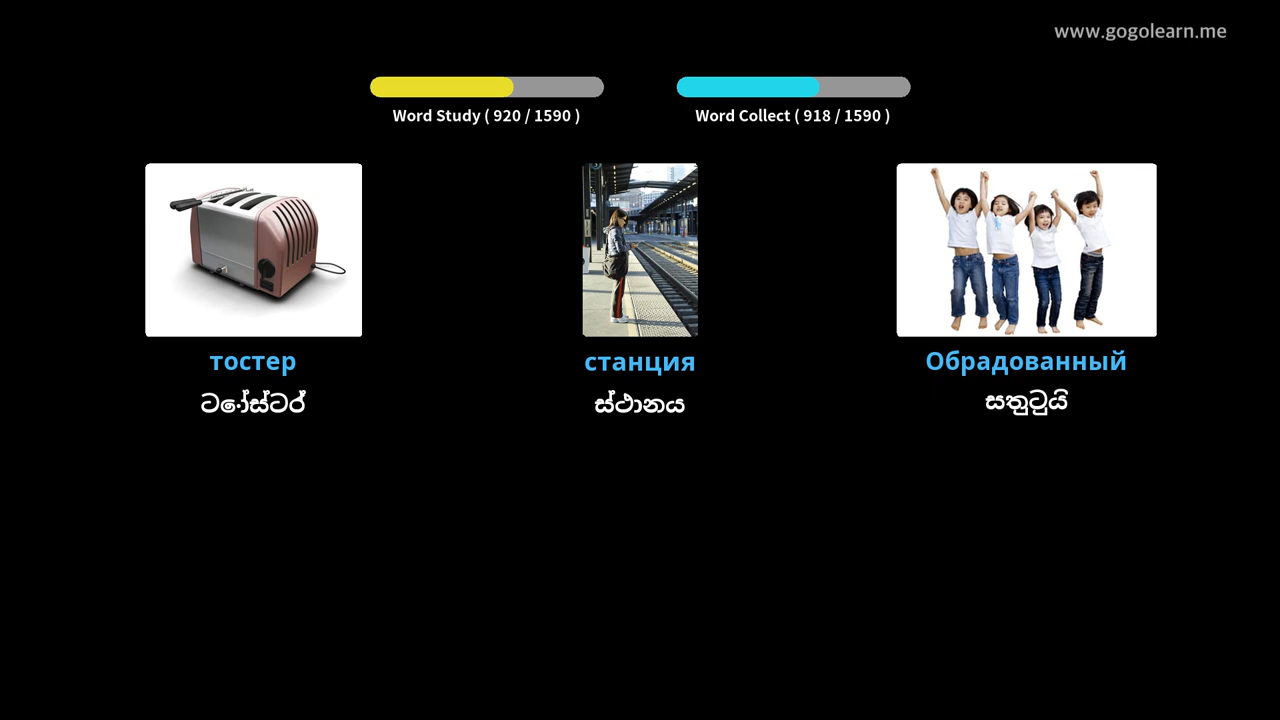 www.gogolearn.me
Word Study ( 920 / 1590 )
Word Collect ( 918 / 1590 )
тостер
станция
Обрадованный
ටෝස්ටර්
ස්ථානය
සතුටුයි